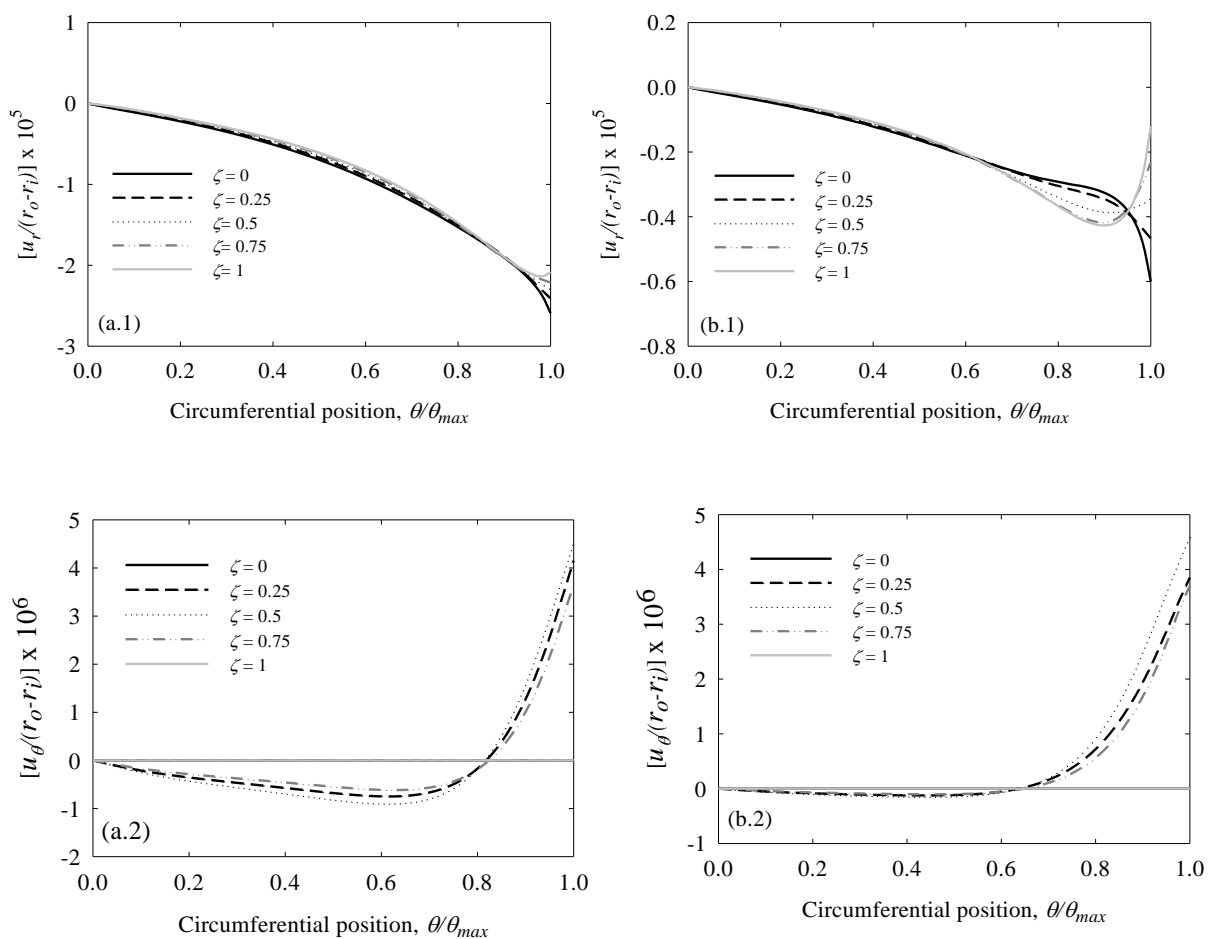 [u_r/(r_o-r_i)] x 10^5
1
0
-1
-2
-3
ζ = 0
ζ = 0.25
ζ = 0.5
ζ= 0.75
ζ= 1
(a.1)
0.0 0.2 0.4 0.6 0.8 1.0
Circumferential position, θ/θ_max
[u_r/(r_o-r_i)] x 10^5
0.2
0.0
-0.2
-0.4
-0.6
-0.8
ζ = 0
ζ = 0.25
ζ = 0.5
ζ = 0.75
ζ = 1
(b.1)
0.0 0.2 0.4 0.6 0.8 1.0
Circumferential position, θ/θ_max
[u_θ/(r_o-r_i)] x 10^6
5
4
3
2
1
0
-1
-2
ζ = 0
ζ = 0.25
ζ = 0.5
ζ = 0.75
ζ = 1
(a.2)
0.0 0.2 0.4 0.6 0.8 1.0
Circumferential position, θ/θ_max
[u_θ/(r_o-r_i)] x 10^6
5
4
3
2
1
0
-1
ζ = 0
ζ = 0.25
ζ = 0.5
ζ = 0.75
ζ = 1
(b.2)
0.0 0.2 0.4 0.6 0.8 1.0
Circumferential position, θ/θ_max